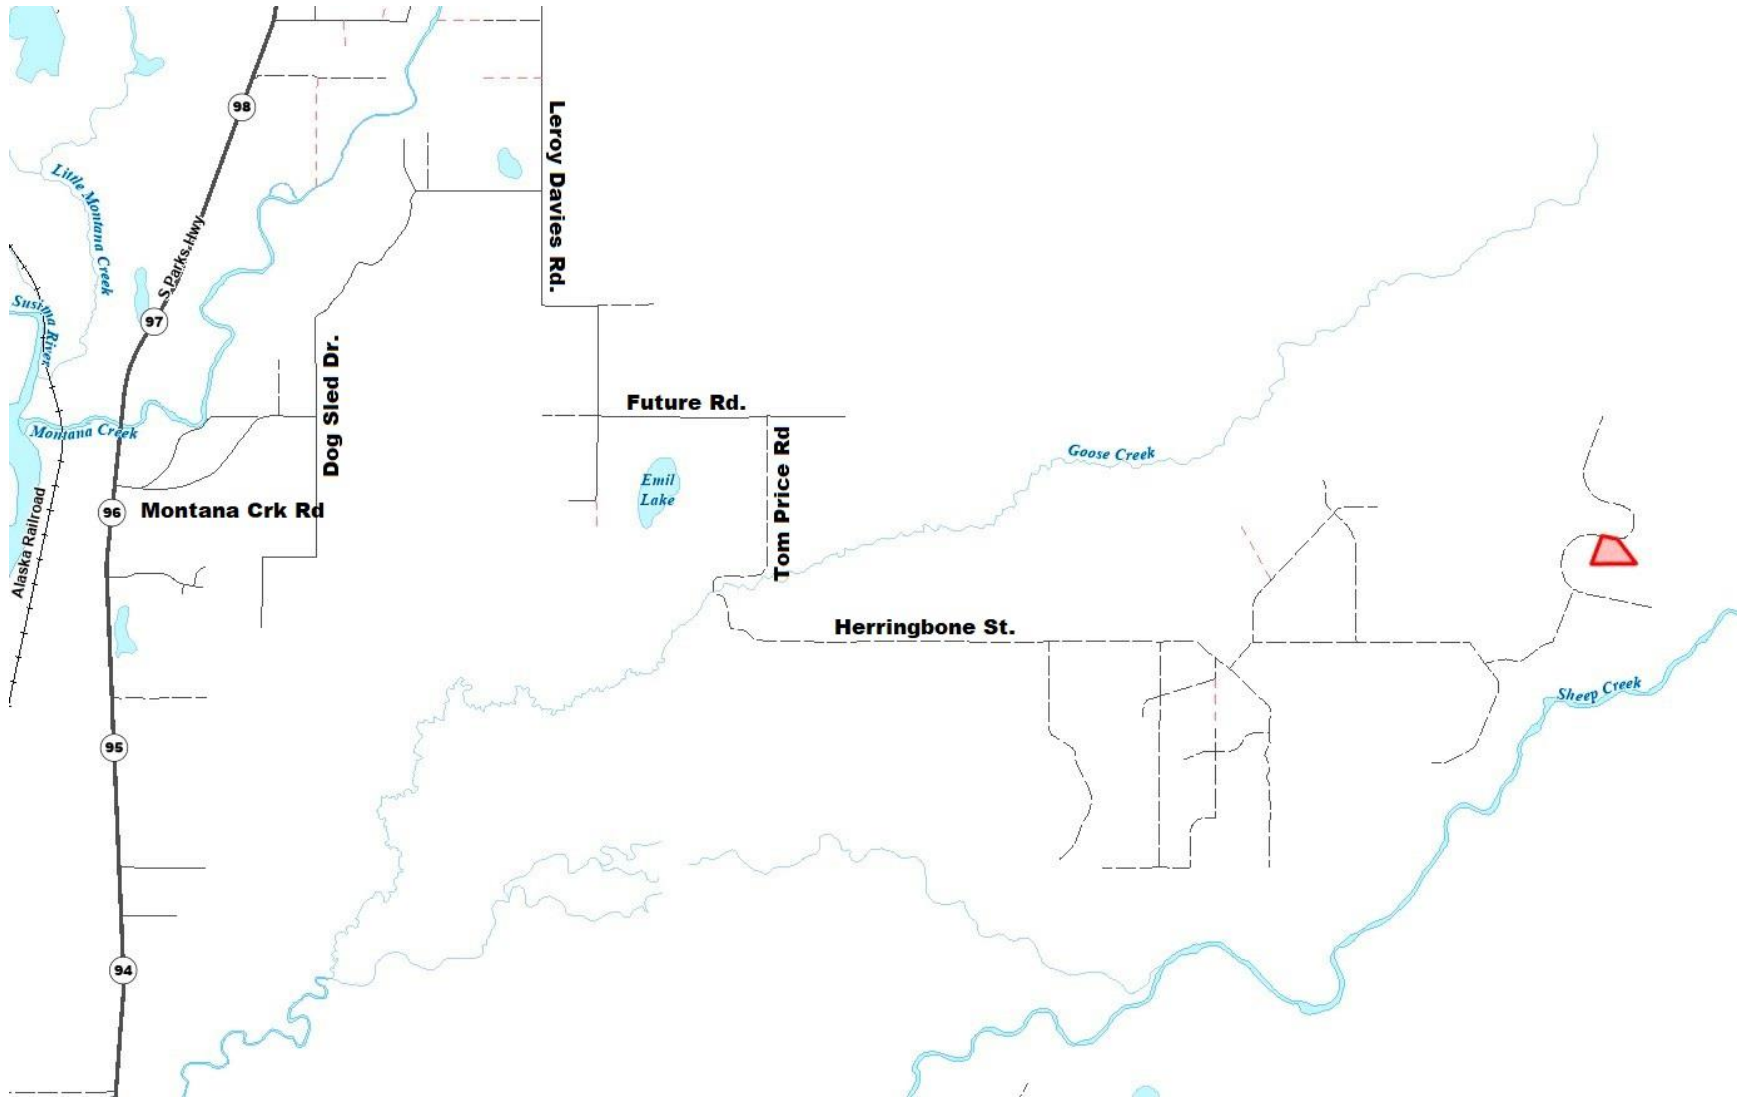 98
Leroy Davies Rd.
Little Montana Creek
S Parks Hwy
Susitna River
97
Dog Sled Dr.
Future Rd.
Montana Creek
Tom Price Rd
Goose Creek
Emil
Lake
96
Montana Crk Rd
Alaska Railroad
Herringbone St.
Sheep Creek
95
94